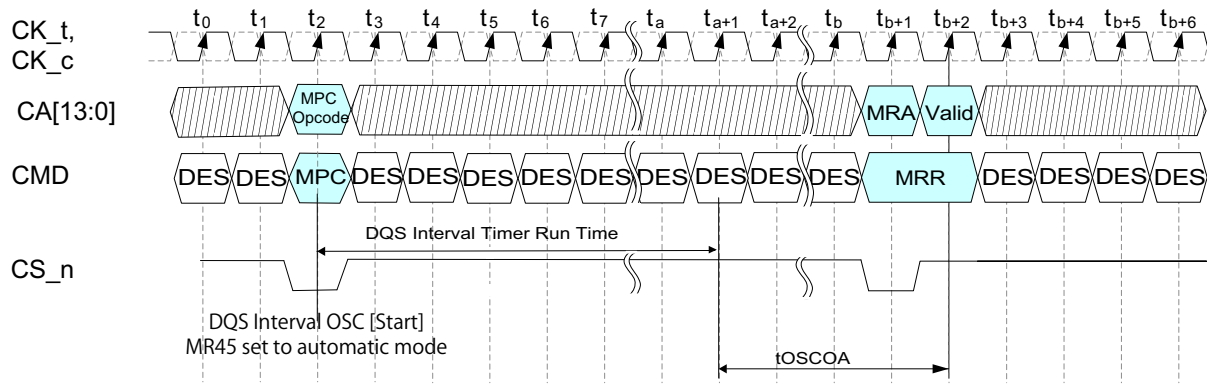 t0 t1 t2 t3 t4 t5 t6 t7 ta ta+1 ta+2 tb tb+1 tb+2 tb+3 tb+4 tb+5 tb+6
CK_t,
CK_c
CA[13:0] MPC Opcode MRA Valid
CMD DES DES MPC DES DES DES DES DES DES DES DES DES MRR DES DES DES DES
DQS Interval Timer Run Time
CS_n
DQS Interval OSC [Start]
MR45 set to automatic mode
tOSCOA